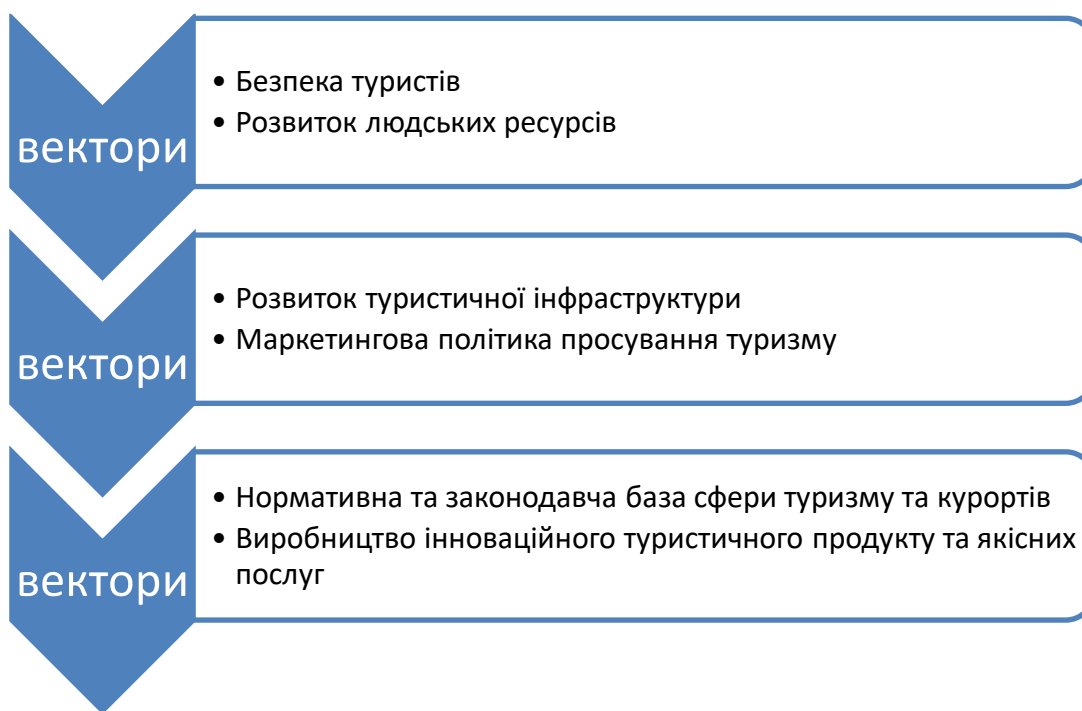 вектори
• Безпека туристів
• Розвиток людських ресурсів
вектори
• Розвиток туристичної інфраструктури
• Маркетингова політика просування туризму
вектори
• Нормативна та законодавча база сфери туризму та курортів
• Виробництво інноваційного туристичного продукту та якісних
послуг